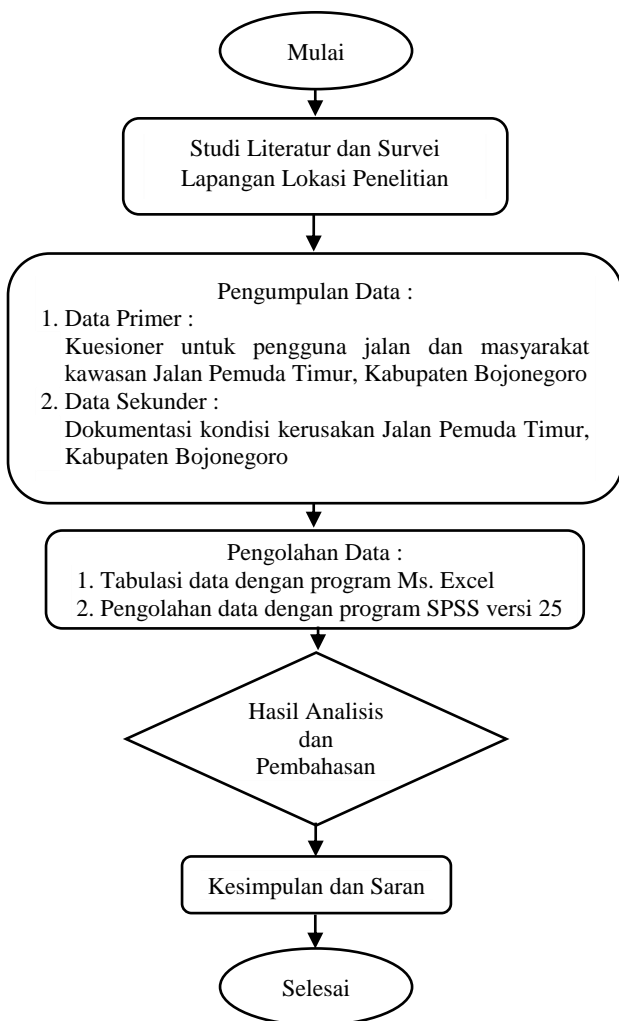 Mulai
Studi Literatur dan Survei
Lapangan Lokasi Penelitian
Pengumpulan Data :
1. Data Primer :
Kuesioner untuk pengguna jalan dan masyarakat
kawasan Jalan Pemuda Timur, Kabupaten Bojonegoro
2. Data Sekunder :
Dokumentasi kondisi kerusakan Jalan Pemuda Timur,
Kabupaten Bojonegoro
Pengolahan Data :
1. Tabulasi data dengan program Ms. Excel
2. Pengolahan data dengan program SPSS versi 25
Hasil Analisis
dan
Pembahasan
Kesimpulan dan Saran
Selesai